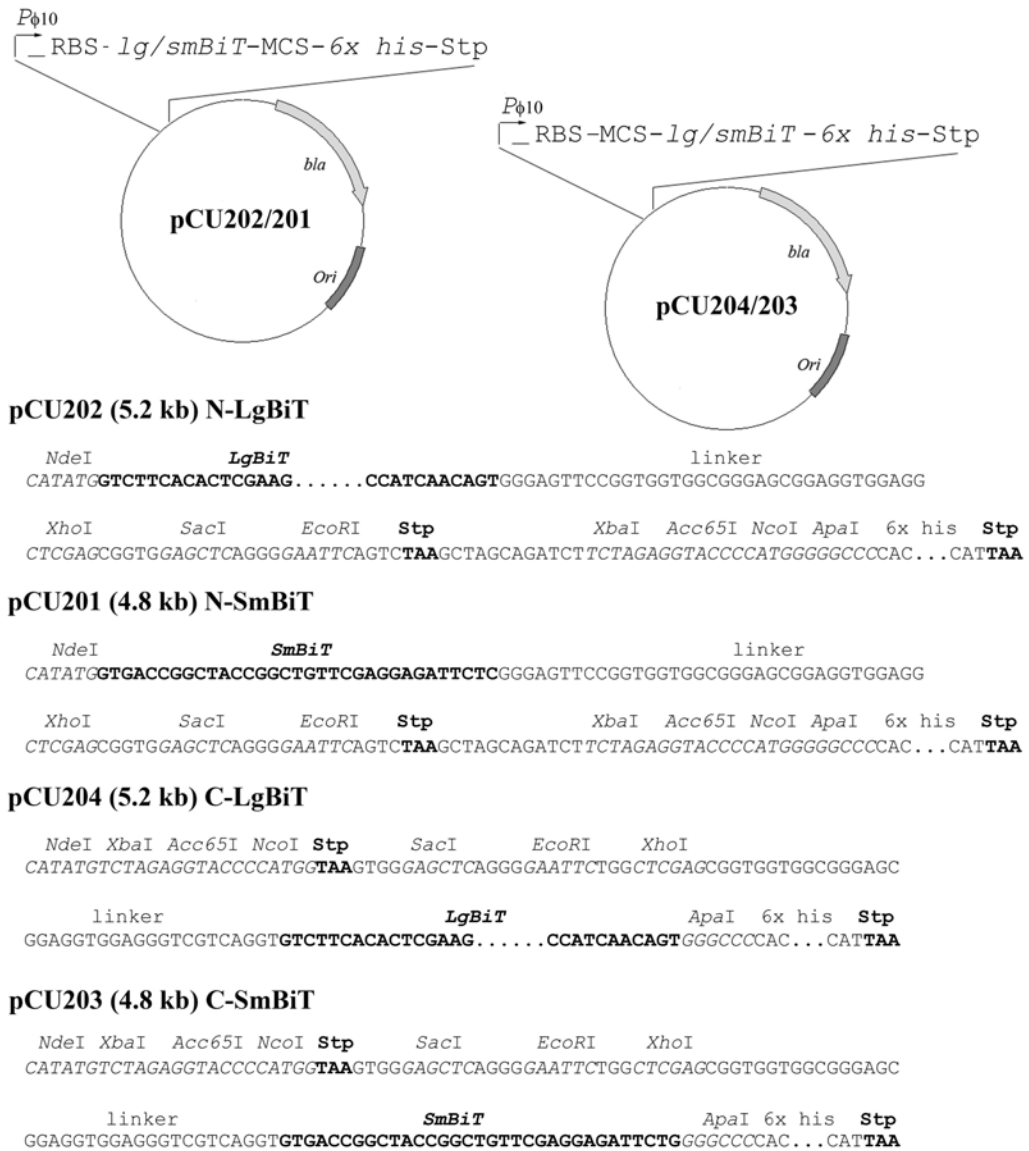 Pϕ10
RBS- lg/smBiT-MCS-6x his-Stp
bla
pCU202/201
Ori
Pϕ10
RBS-MCS-lg/smBiT-6x his-Stp
bla
pCU204/203
Ori
pCU202 (5.2 kb) N-LgBiT
NdeI LgBiT linker
CATATGGTCTTCACACTCGAAG......CCATCAACAGTGGGAGTTCCGGTGGTGGCGGGAGCGGAGGTGGAGG
XhoI SacI EcoRI Stp XbaI Acc65I NcoI ApaI 6x his Stp
CTCGAGCGGTGGAGCTCAGGGGAATTCAGTCTAAGCTAGCAGATCTTCTAGAGGTACCCCATGGGGGCCCCAC...CATTAA
pCU201 (4.8 kb) N-SmBiT
NdeI SmBiT linker
CATATGGTGACCGGCTACCGGCTGTTCGAGGAGATTCTCGGGAGTTCCGGTGGTGGCGGGAGCGGAGGTGGAGG
XhoI SacI EcoRI Stp XbaI Acc65I NcoI ApaI 6x his Stp
CTCGAGCGGTGGAGCTCAGGGGAATTCAGTCTAAGCTAGCAGATCTTCTAGAGGTACCCCATGGGGGCCCCAC...CATTAA
pCU204 (5.2 kb) C-LgBiT
NdeI XbaI Acc65I NcoI Stp SacI EcoRI XhoI
CATATGTCTAGAGGTACCCCATGGTAAGTGGGAGCTCAGGGGAATTCTGGCTCGAGCGGTGGTGGCGGGAGC
linker LgBiT ApaI 6x his Stp
GGAGGTGGAGGGTCGTCAGGTGTCTTCACACTCGAAG......CCATCAACAGTGGGCCCCAC...CATTAA
pCU203 (4.8 kb) C-SmBiT
NdeI XbaI Acc65I NcoI Stp SacI EcoRI XhoI
CATATGTCTAGAGGTACCCCATGGTAAGTGGGAGCTCAGGGGAATTCTGGCTCGAGCGGTGGTGGCGGGAGC
linker SmBiT ApaI 6x his Stp
GGAGGTGGAGGGTCGTCAGGTGTGACCGGCTACCGGCTGTTCGAGGAGATTCTGGGGCCCCAC...CATTAA